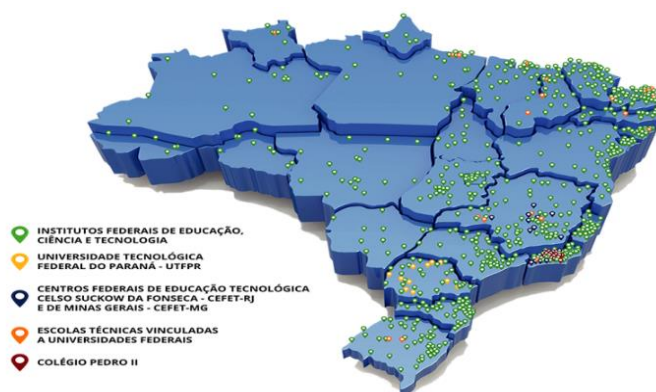 INSTITUTOS FEDERAIS DE EDUCAÇÃO,
CIÊNCIA E TECNOLOGIA
UNIVERSIDADE TECNOLÓGICA
FEDERAL DO PARANÁ - UTFPR
CENTROS FEDERAIS DE EDUCAÇÃO TECNOLÓGICA
CELSO SUCKOW DA FONSECA - CEFET-RJ
E DE MINAS GERAIS - CEFET-MG
ESCOLAS TÉCNICAS VINCULADAS
A UNIVERSIDADES FEDERAIS
COLÉGIO PEDRO II